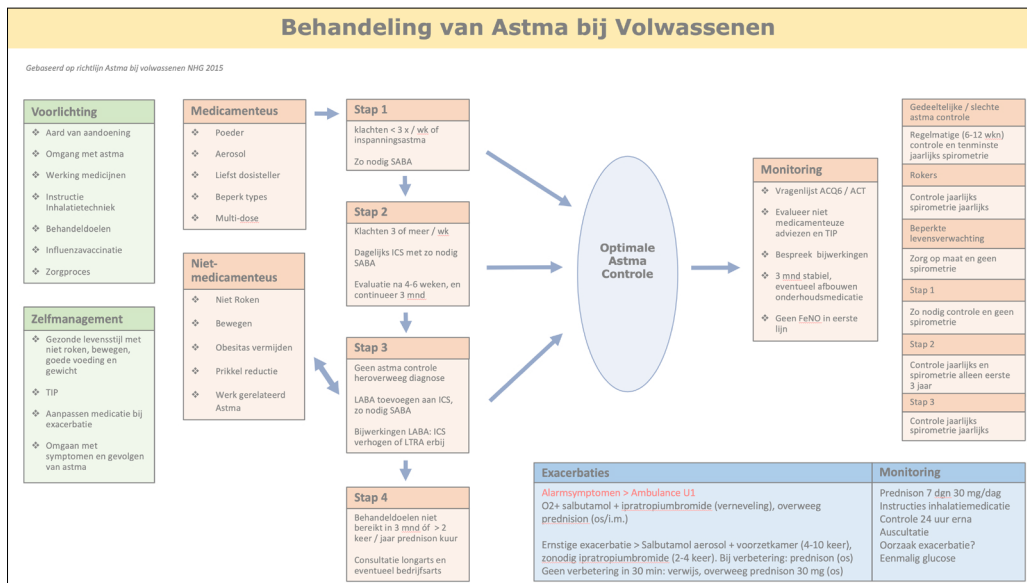 Behandeling van Astma bij Volwassenen
Gebaseerd op richtlijn Astma bij volwassenen NHG 2015
Voorlichting
❖ Aard van aandoening
❖ Omgang met astma
❖ Werking medicijnen
❖ Instructie
Inhalatietechniek
❖ Behandeldoelen
❖ Influenzavaccinatie
❖ Zorgproces
Zelfmanagement
❖ Gezonde levensstijl met
niet roken, bewegen,
goede voeding en
gewicht
❖ TIP
❖ Aanpassen medicatie bij
exacerbatie
❖ Omgaan met
symptomen en gevolgen
van astma
Medicamenteus
❖ Poeder
❖ Aerosol
❖ Liefst dosisteller
❖ Beperk types
❖ Multi-dose
Niet-
medicamenteus
❖ Niet Roken
❖ Bewegen
❖ Obesitas vermijden
❖ Prikkel reductie
❖ Werk gerelateerd
Astma
Stap 1
klachten < 3 x / wk of
inspanningsastma
Zo nodig SABA
Stap 2
Klachten 3 of meer / wk
Dagelijks ICS met zo nodig
SABA
Evaluatie na 4-6 weken, en
continueer 3 mnd
Stap 3
Geen astma controle
heroverweeg diagnose
LABA toevoegen aan ICS,
zo nodig SABA
Bijwerkingen LABA: ICS
verhogen of LTRA erbij
Stap 4
Behandeldoelen niet
bereikt in 3 mnd óf > 2
keer / jaar prednison kuur
Consultatie longarts en
eventueel bedrijfsarts
Optimale
Astma
Controle
Monitoring
❖ Vragenlijst ACQ6 / ACT
❖ Evalueer niet
medicamenteuze
adviezen en TIP
❖ Bespreek bijwerkingen
❖ 3 mnd stabiel,
eventueel afbouwen
onderhoudsmedicatie
❖ Geen FeNO in eerste
lijn
Gedeeltelijke / slechte
astma controle
Regelmatige (6-12 wkn)
controle en tenminste
jaarlijks spirometrie
Rokers
Controle jaarlijks
spirometrie jaarlijks
Beperkte
levensverwachting
Zorg op maat en geen
spirometrie
Stap 1
Zo nodig controle en geen
spirometrie
Stap 2
Controle jaarlijks en
spirometrie alleen eerste
3 jaar
Stap 3
Controle jaarlijks
spirometrie jaarlijks
Exacerbaties
Alarmsymptomen > Ambulance U1
O2+ salbutamol + ipratropiumbromide (verneveling), overweeg
prednision (os/i.m.)
Ernstige exacerbatie > Salbutamol aerosol + voorzetkamer (4-10 keer),
zonodig ipratropiumbromide (2-4 keer). Bij verbetering: prednison (os)
Geen verbetering in 30 min: verwijs, overweeg prednison 30 mg (os)
Monitoring
Prednison 7 dgn 30 mg/dag
Instructies inhalatiemedicatie
Controle 24 uur erna
Auscultatie
Oorzaak exacerbatie?
Eenmalig glucose